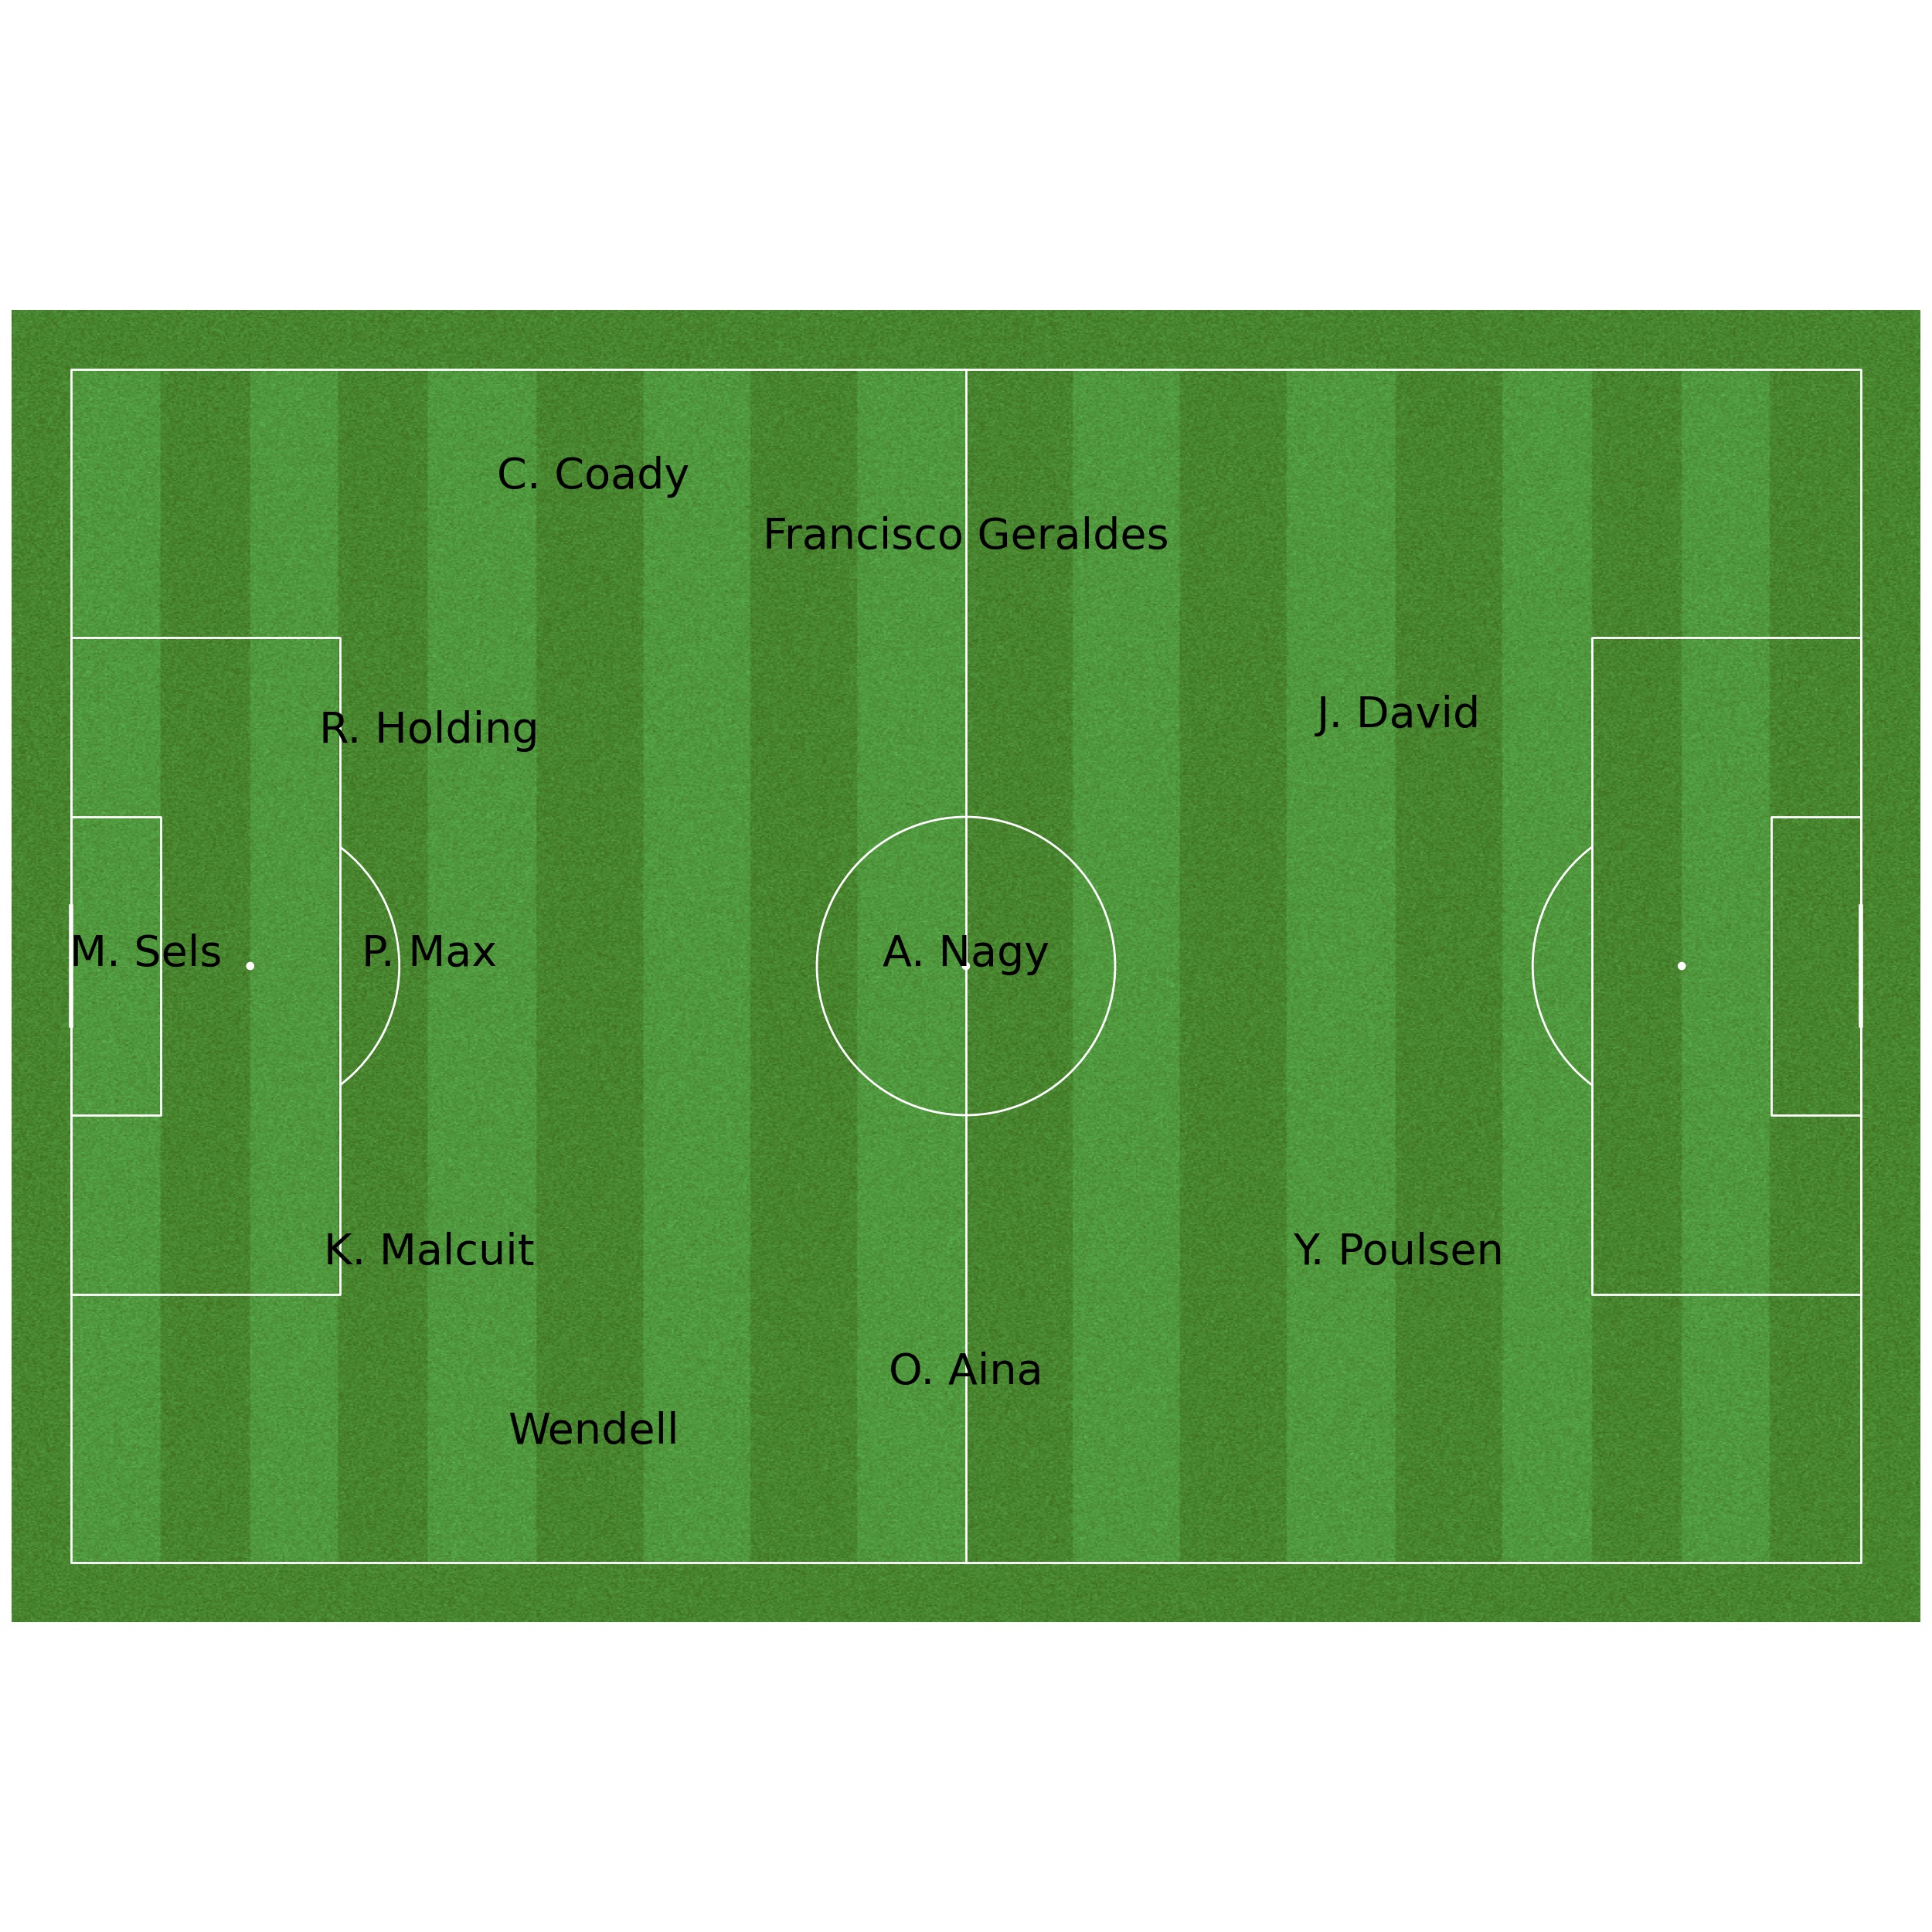 C. Coady
Francisco Geraldes
R. Holding
J. David
M. Sels
P. Max
A. Nagy
K. Malcuit
Y. Poulsen
O. Aina
Wendell